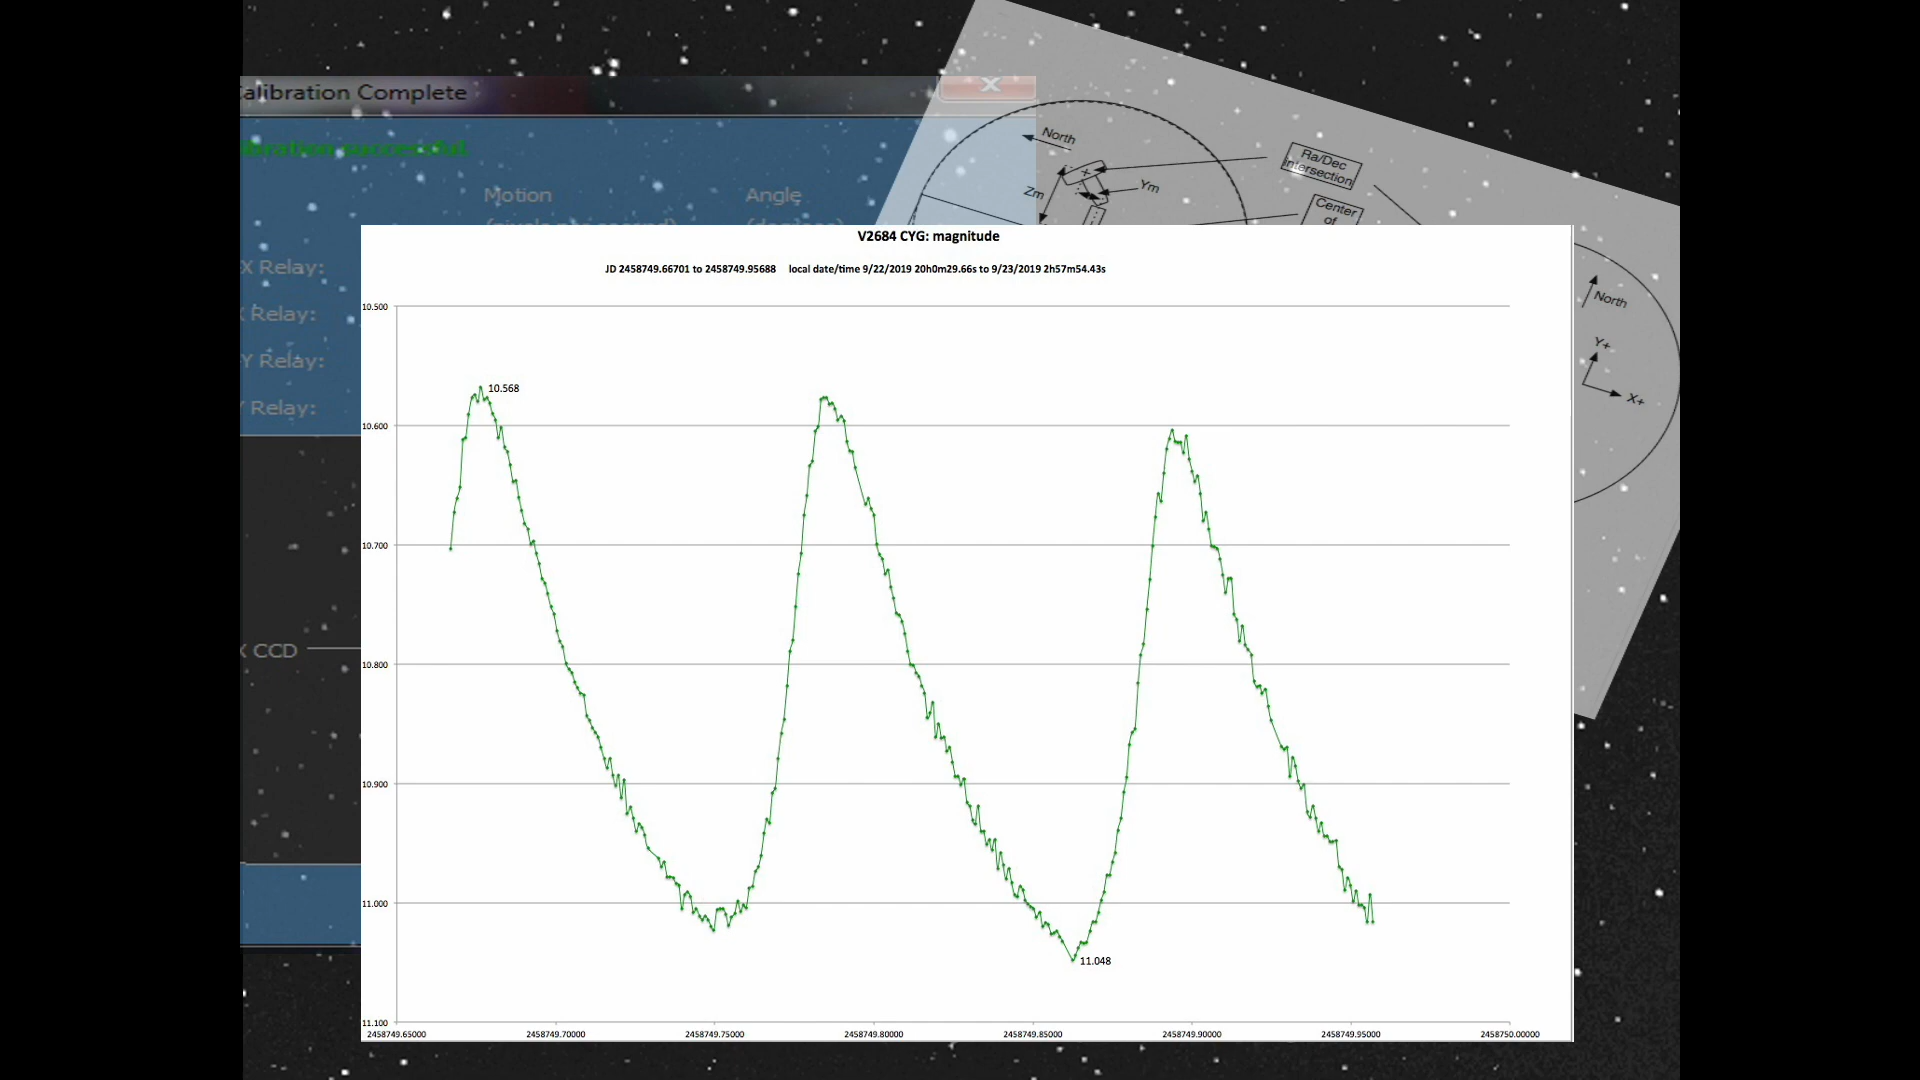 alibration Complete
bration successful.
Motion
Angle
North
Ra/Dec
intersection
Zm
Ym
Center
of
X Relay:
X Relay:
Y Relay:
Y Relay:
X CCD
North
Y+
X+
V2684 CYG: magnitude
JD 2458749.66701 to 2458749.95688 local date/time 9/22/2019 20h0m29.66s to 9/23/2019 2h57m54.43s
10.500
10.568
10.600
10.700
10.800
10.900
11.000
11.048
11.100
2458749.65000 2458749.70000 2458749.75000 2458749.80000 2458749.85000 2458749.90000 2458749.95000 2458750.00000